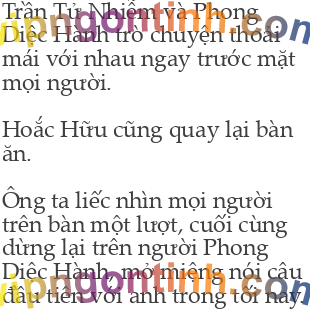 Trần Tử Nhiễm và Phong
Diệc Hành trò chuyện thoải
mái với nhau ngay trước mặt
mọi người.
Hoắc Hữu cũng quay lại bàn
ăn.
Ông ta liếc nhìn mọi người
trên bàn một lượt, cuối cùng
dừng lại trên người Phong
Diệc Hành, mở miệng nói câu
đầu tiên với anh trong tối nay